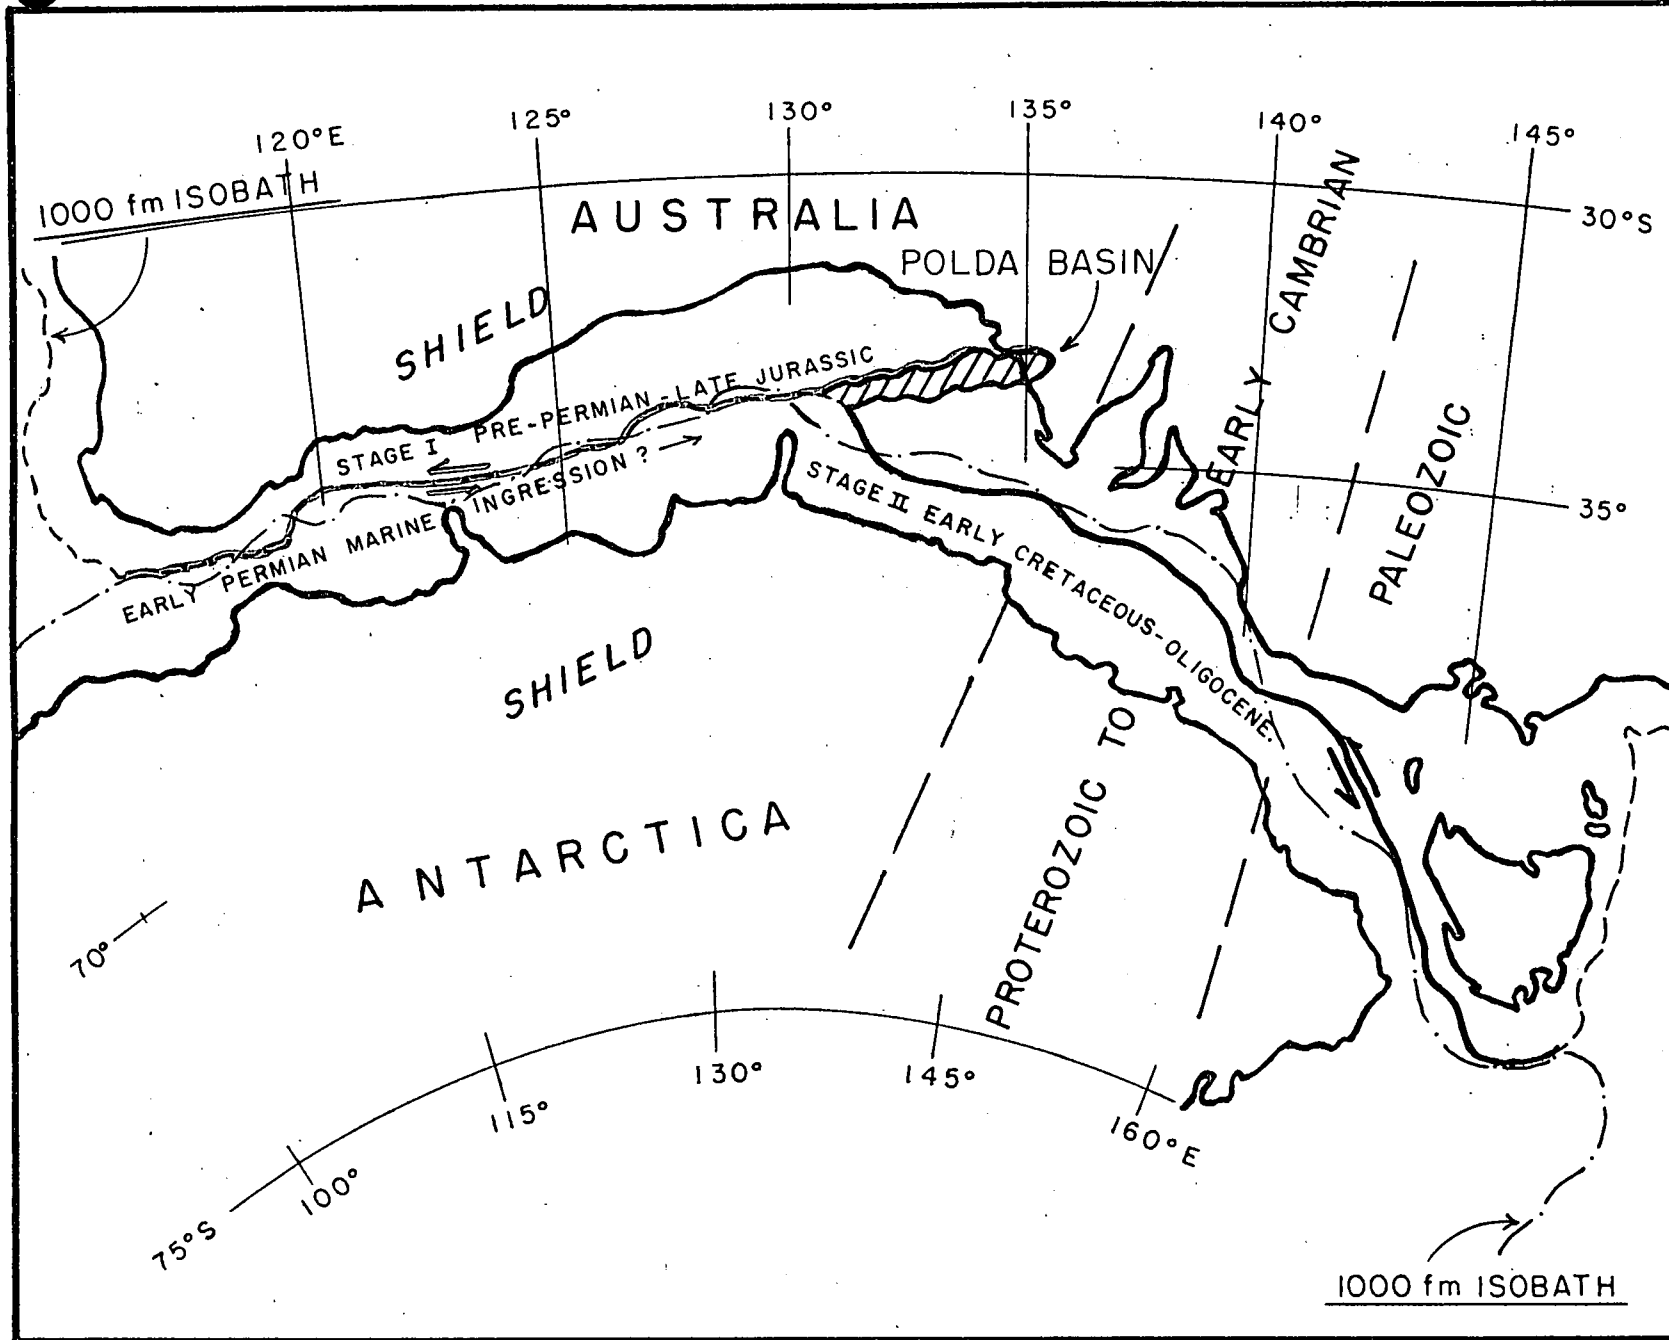 120°E
125°
130°
135°
140°
145°
1000 fm ISOBATH
AUSTRALIA
30°S
POLDA BASIN
SHIELD
EARLY CAMBRIAN
STAGE I PRE-PERMIAN-LATE JURASSIC
EARLY PERMIAN MARINE INGRESSION ?
STAGE II EARLY CRETACEOUS-OLIGOCENE.
35°
PALEOZOIC
SHIELD
PROTEROZOIC TO
ANTARCTICA
70°
75°S
100°
115°
130°
145°
160°E
1000 fm ISOBATH